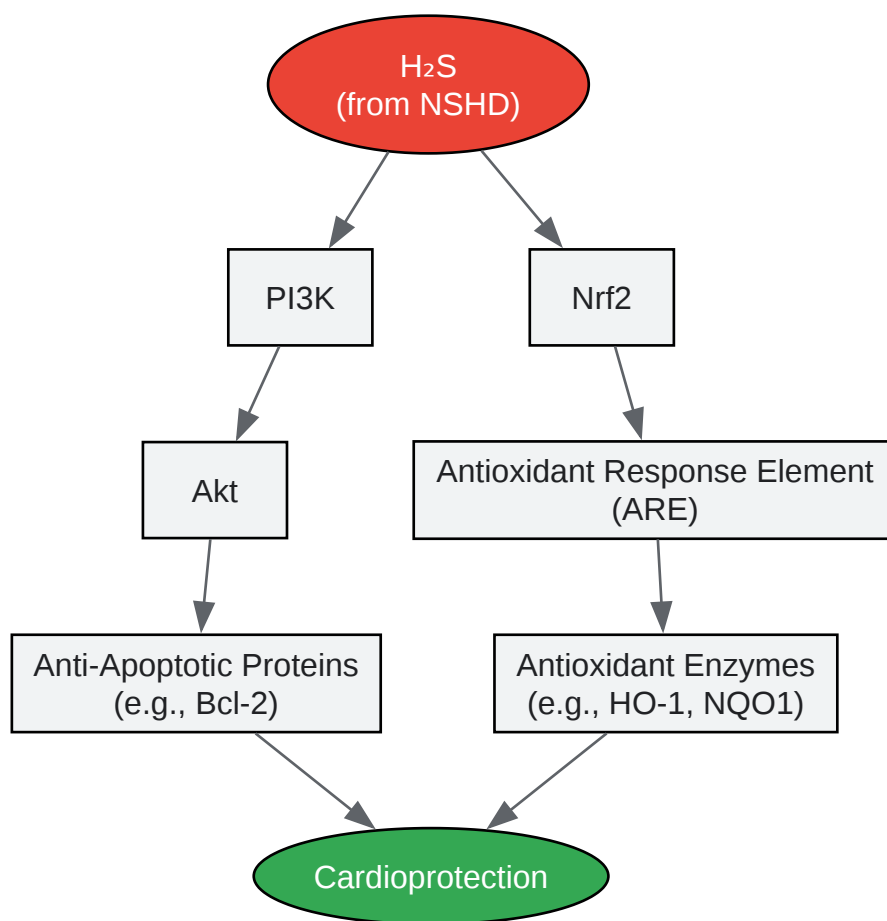 H₂S
(from NSHD)
PI3K
Nrf2
Akt
Antioxidant Response Element
(ARE)
Anti-Apoptotic Proteins
(e.g., Bcl-2)
Antioxidant Enzymes
(e.g., HO-1, NQO1)
Cardioprotection